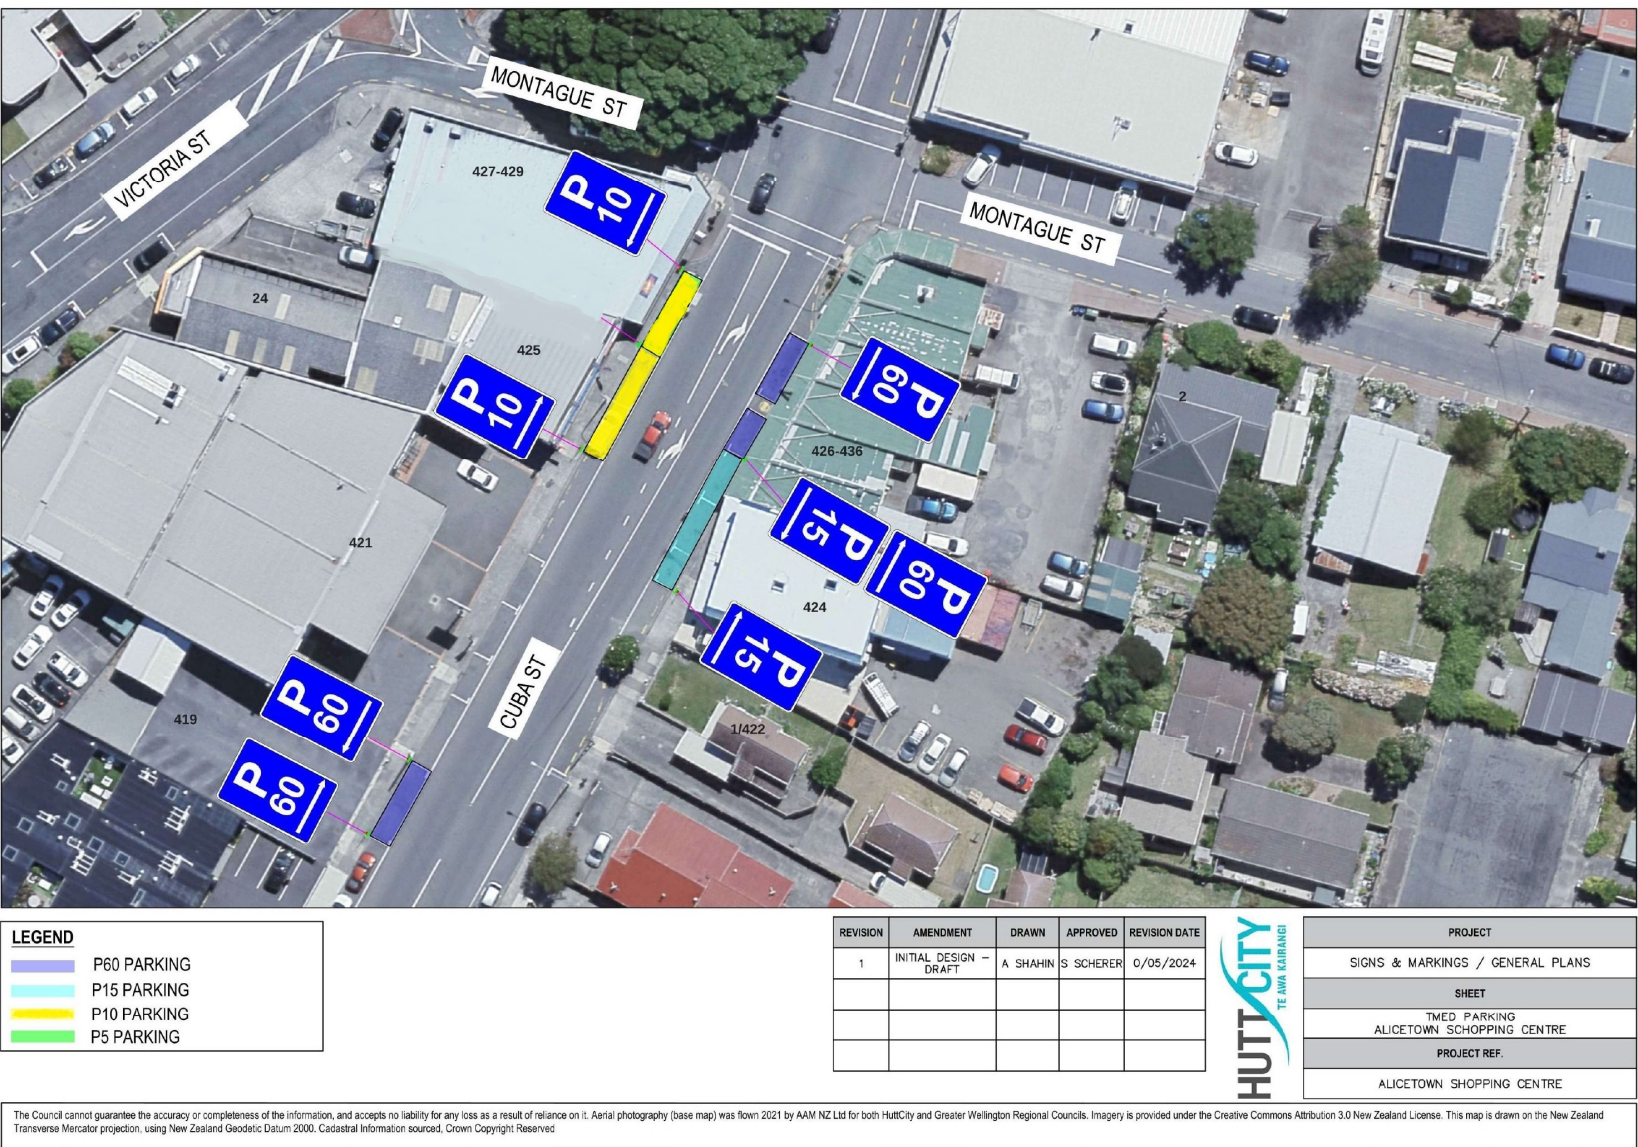 MONTAGUE ST
VICTORIA ST
427-429
P
10
MONTAGUE ST
24
425
P
10
P
60
2
426-436
421
P
15
P
60
424
P
15
CUBA ST
P
60
419
1/422
P
60
LEGEND
P60 PARKING
P15 PARKING
P10 PARKING
P5 PARKING
REVISION AMENDMENT DRAWN APPROVED REVISION DATE
1 INITIAL DESIGN – DRAFT A SHAHIN S SCHERER 0/05/2024
HUTT CITY
TE AWA KAIRANGI
PROJECT
SIGNS & MARKINGS / GENERAL PLANS
SHEET
TMED PARKING
ALICETOWN SCHOPPING CENTRE
PROJECT REF.
ALICETOWN SHOPPING CENTRE
The Council cannot guarantee the accuracy or completeness of the information, and accepts no liability for any loss as a result of reliance on it. Aerial photography (base map) was flown 2021 by AAM NZ Ltd for both HuttCity and Greater Wellington Regional Councils. Imagery is provided under the Creative Commons Attribution 3.0 New Zealand License. This map is drawn on the New Zealand
Transverse Mercator projection, using New Zealand Geodetic Datum 2000. Cadastral Information sourced, Crown Copyright Reserved